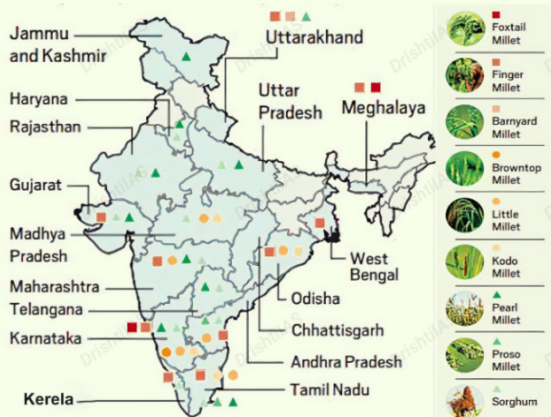 Jammu
and Kashmir
Haryana
Rajasthan
Gujarat
Madhya
Pradesh
Maharashtra
Telangana
Karnataka
Kerela
Uttarakhand
Uttar
Pradesh
Meghalaya
West
Bengal
Odisha
Chhattisgarh
Andhra Pradesh
Tamil Nadu
Foxtail
Millet
Finger
Millet
Barnyard
Millet
Browntop
Millet
Little
Millet
Kodo
Millet
Pearl
Millet
Proso
Millet
Sorghum
DrishtiIAS